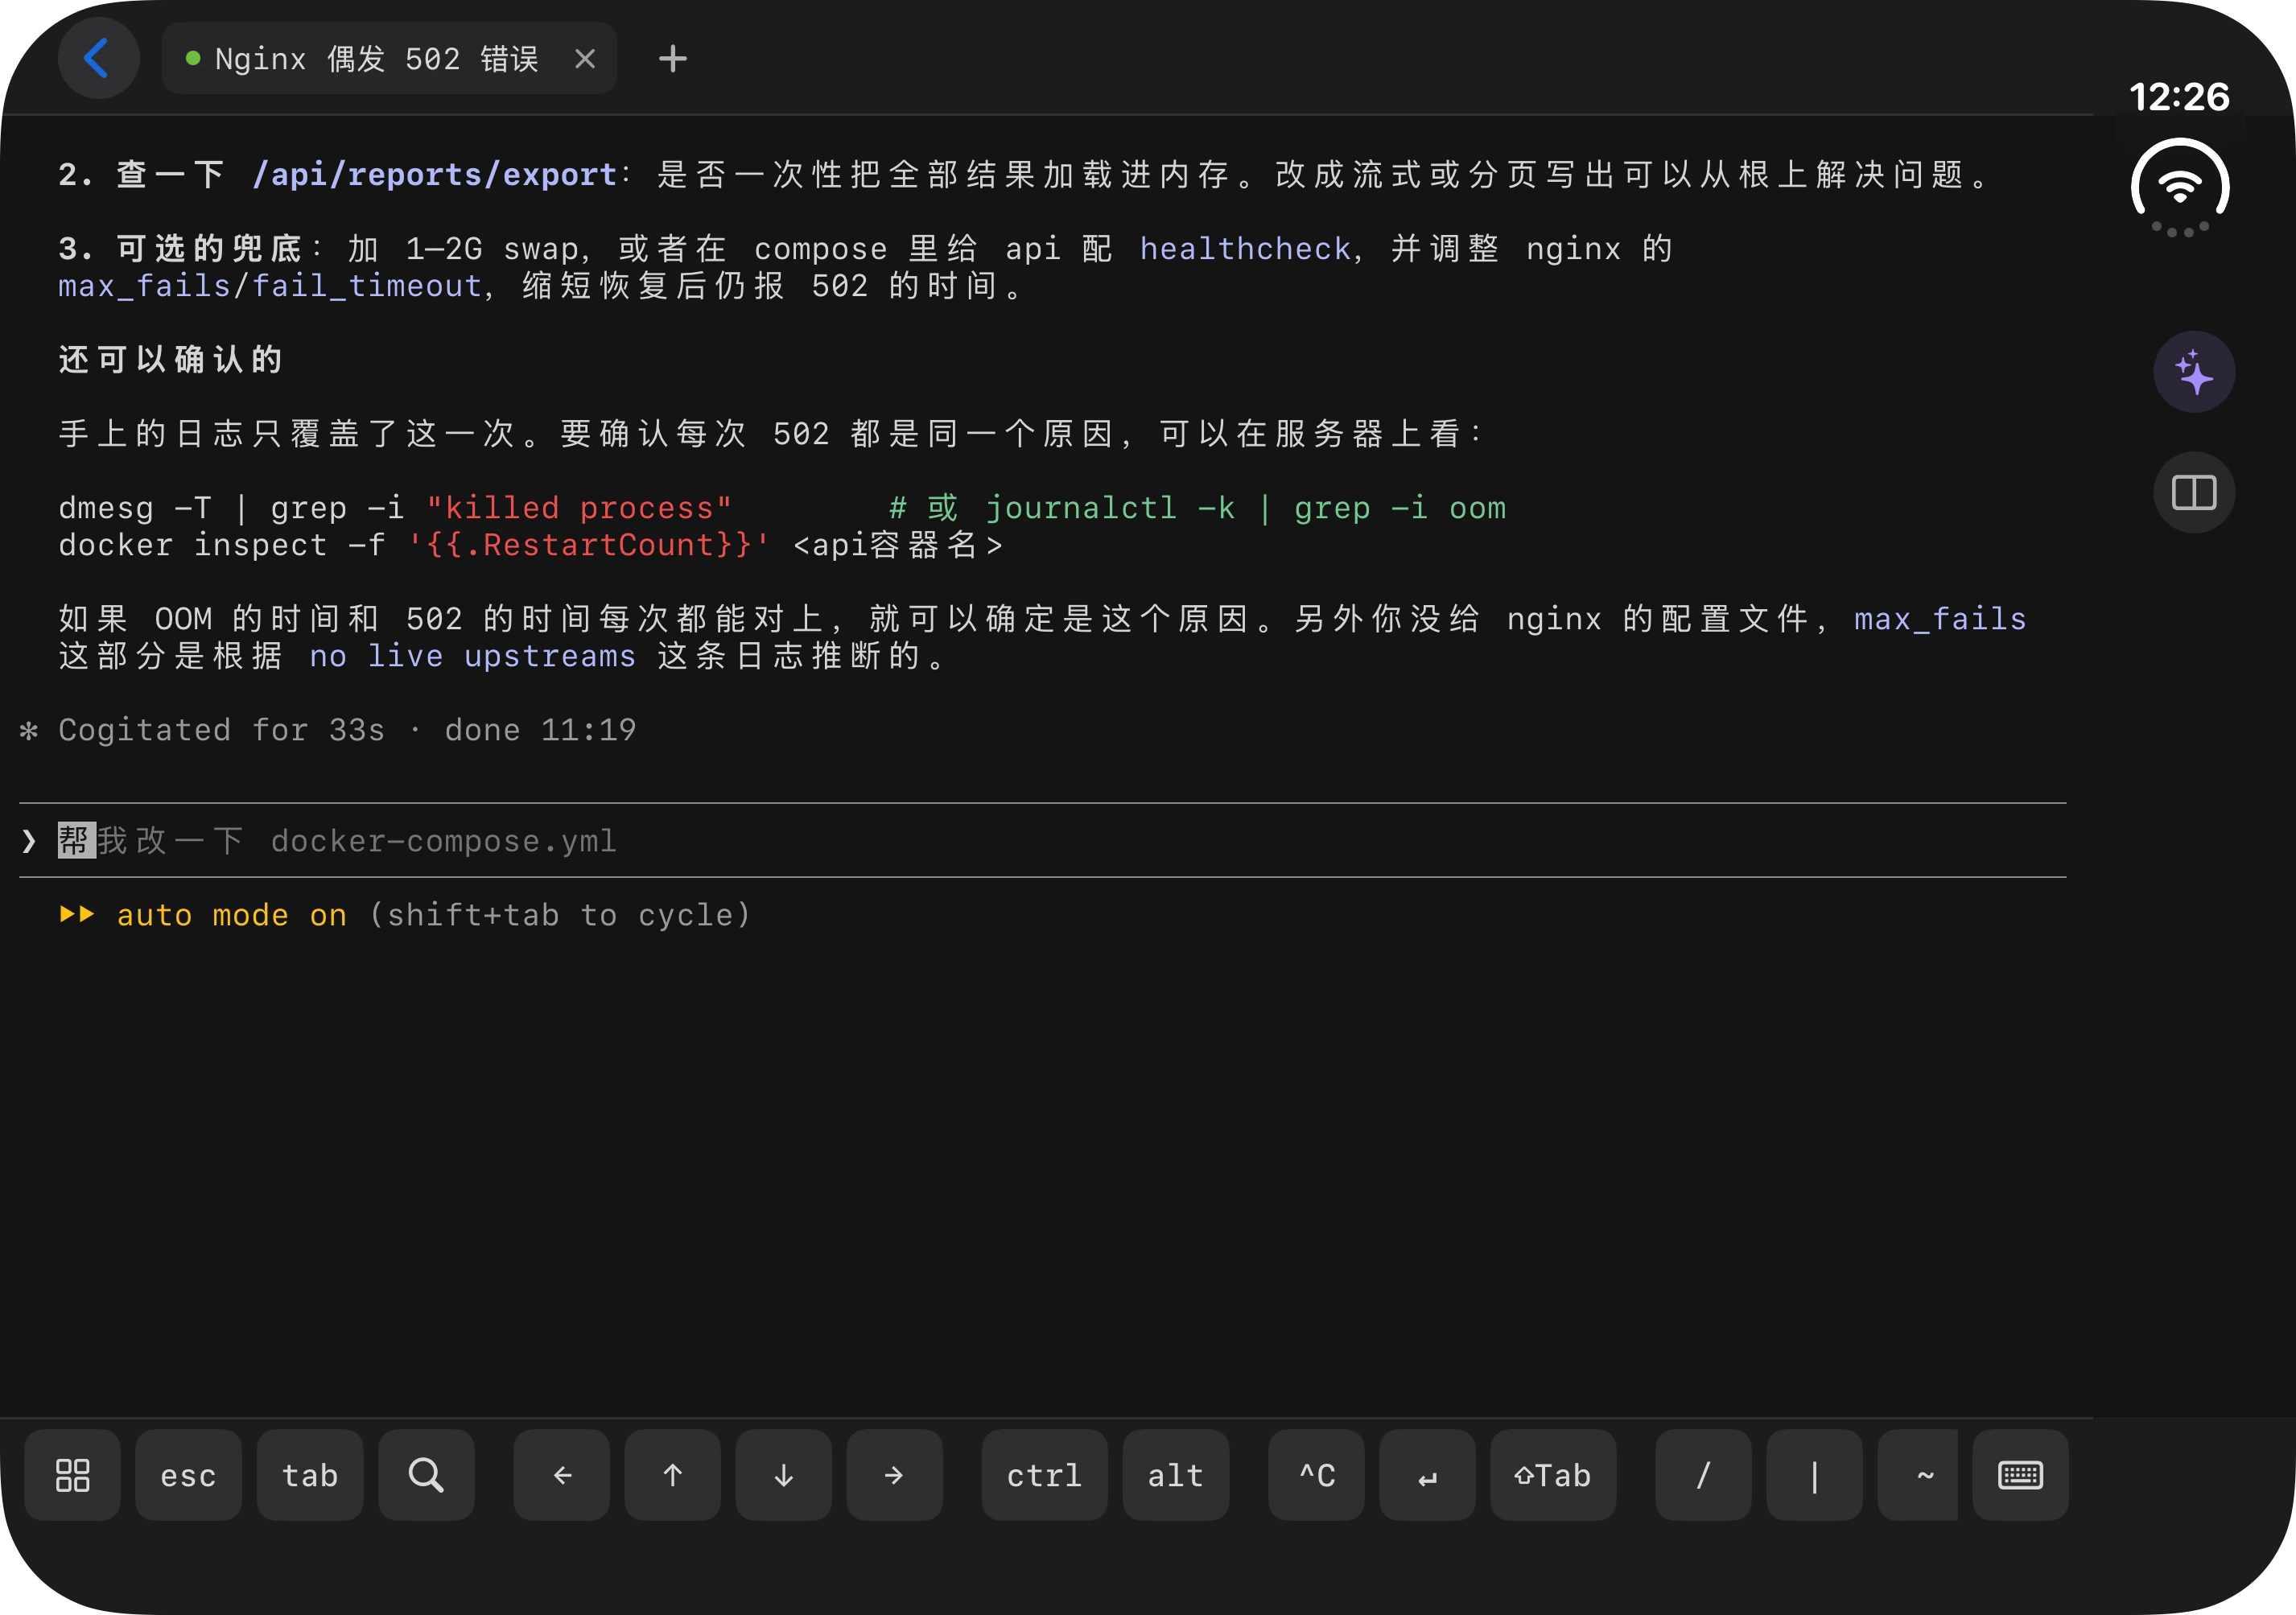 Nginx 偶发 502 错误
12:26
2. 查一下 /api/reports/export：是否一次性把全部结果加载进内存。改成流式或分页写出可以从根上解决问题。
3. 可选的兜底：加 1–2G swap，或者在 compose 里给 api 配 healthcheck，并调整 nginx 的
max_fails/fail_timeout，缩短恢复后仍报 502 的时间。
还可以确认的
手上的日志只覆盖了这一次。要确认每次 502 都是同一个原因，可以在服务器上看：
dmesg -T | grep -i "killed process" # 或 journalctl -k | grep -i oom
docker inspect -f '{{.RestartCount}}' <api容器名>
如果 OOM 的时间和 502 的时间每次都能对上，就可以确定是这个原因。另外你没给 nginx 的配置文件，max_fails
这部分是根据 no live upstreams 这条日志推断的。
✻ Cogitated for 33s · done 11:19
❯ 帮我改一下 docker-compose.yml
▶▶ auto mode on (shift+tab to cycle)
esc tab ← ↑ ↓ → ctrl alt ^C ↵ ⇧Tab / | ~